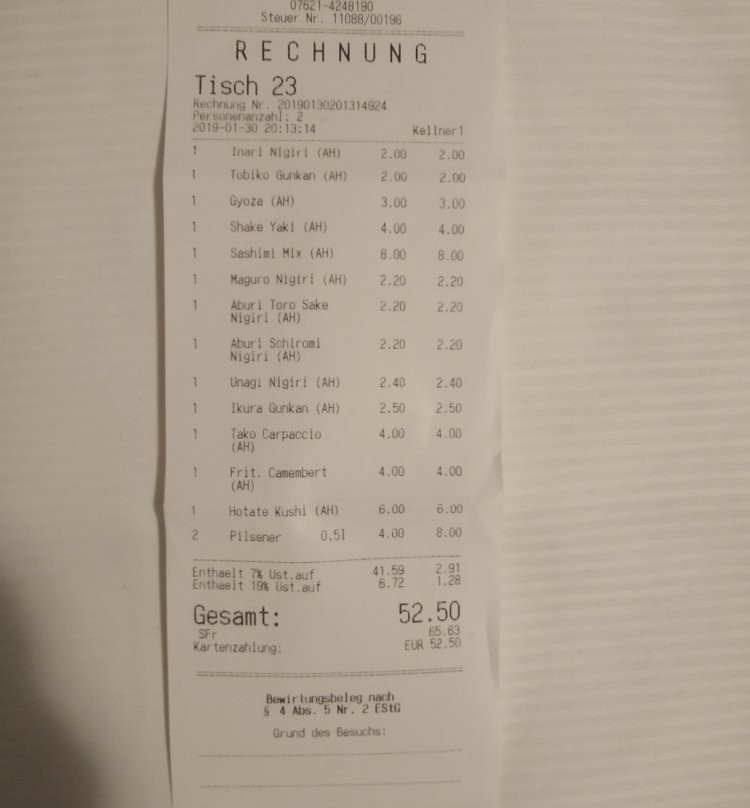 07621-4248190
Steuer Nr. 11088/00196
RECHNUNG
Tisch 23
Rechnung Nr. 20190130201314924
Personenanzahl: 2
2019-01-30 20:13:14 Kellner1
1 Inari Nigiri (AH) 2.00 2.00
1 Tobiko Gunkan (AH) 2.00 2.00
1 Gyoza (AH) 3.00 3.00
1 Shake Yaki (AH) 4.00 4.00
1 Sashimi Mix (AH) 8.00 8.00
1 Maguro Nigiri (AH) 2.20 2.20
1 Aburi Toro Sake 2.20 2.20
Nigiri (AH)
1 Aburi Schiromi 2.20 2.20
Nigiri (AH)
1 Unagi Nigiri (AH) 2.40 2.40
1 Ikura Gunkan (AH) 2.50 2.50
1 Tako Carpaccio 4.00 4.00
(AH)
1 Frit. Camembert 4.00 4.00
(AH)
1 Hotate Kushi (AH) 6.00 6.00
2 Pilsener 0.5l 4.00 8.00
Enthaelt 7% Ust.auf 41.59 2.91
Enthaelt 19% Ust.auf 6.72 1.28
Gesamt: 52.50
SFr 65.63
Kartenzahlung: EUR 52.50
Bewirtungsbeleg nach
§ 4 Abs. 5 Nr. 2 EStG
Grund des Besuchs: